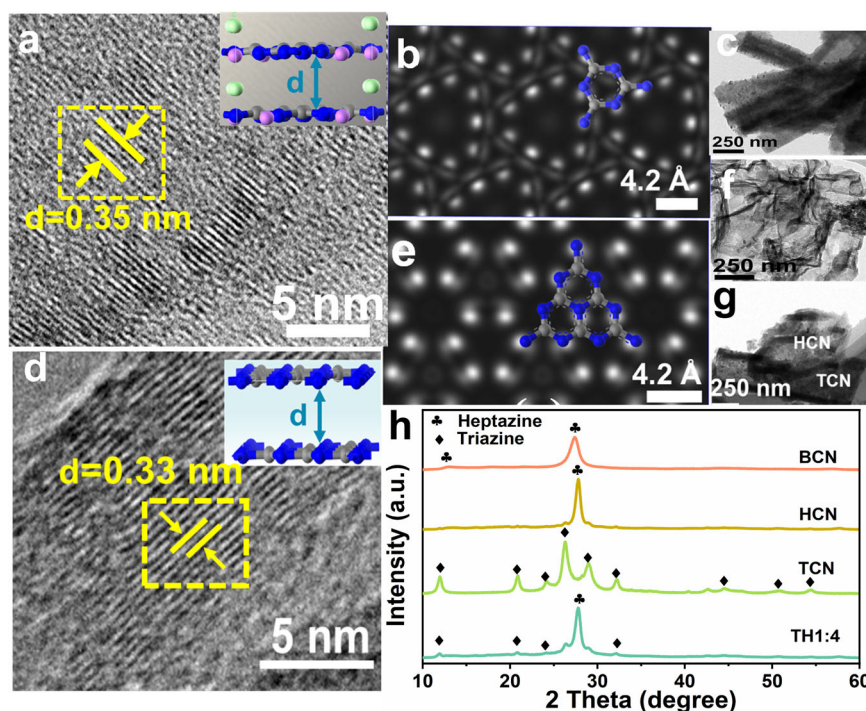 a
d
d=0.35 nm
5 nm
b
4.2 Å
c
250 nm
f
250 nm
e
4.2 Å
g
HCN
TCN
250 nm
d
d
d=0.33 nm
5 nm
h
♣ Heptazine
♦ Triazine
BCN
HCN
TCN
TH1:4
Intensity (a.u.)
10 20 30 40 50 60
2 Theta (degree)